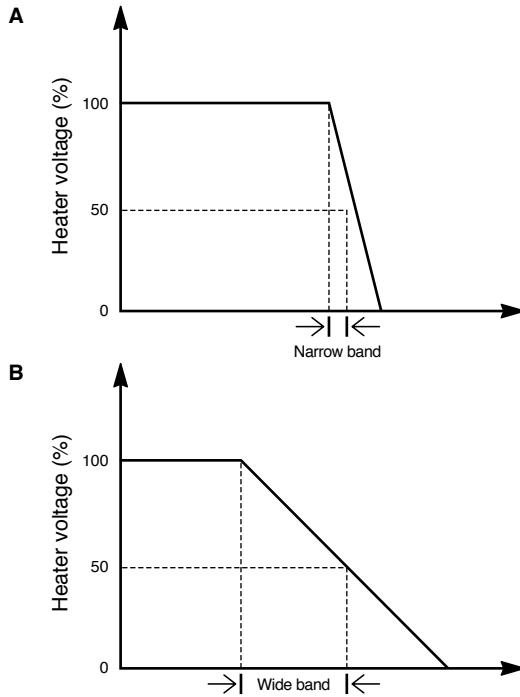 A
Heater voltage (%)
100
50
0
Narrow band
B
Heater voltage (%)
100
50
0
Wide band